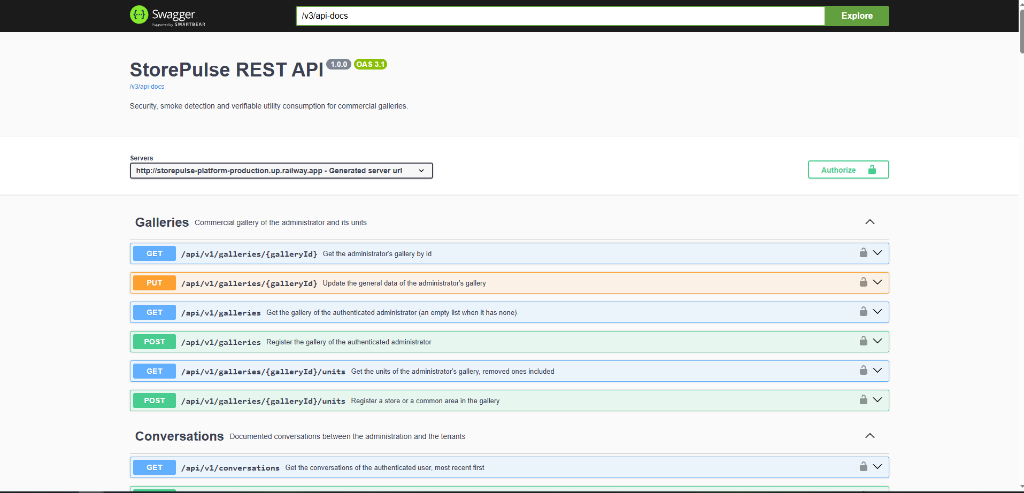 Swagger
Supported by SMARTBEAR
/v3/api-docs
Explore
StorePulse REST API 1.0.0 OAS 3.1
/v3/api-docs
Security, smoke detection and verifiable utility consumption for commercial galleries.
Servers
http://storepulse-platform-production.up.railway.app - Generated server url
Authorize
Galleries Commercial gallery of the administrator and its units
GET /api/v1/galleries/{galleryId} Get the administrator's gallery by id
PUT /api/v1/galleries/{galleryId} Update the general data of the administrator's gallery
GET /api/v1/galleries Get the gallery of the authenticated administrator (an empty list when it has none)
POST /api/v1/galleries Register the gallery of the authenticated administrator
GET /api/v1/galleries/{galleryId}/units Get the units of the administrator's gallery, removed ones included
POST /api/v1/galleries/{galleryId}/units Register a store or a common area in the gallery
Conversations Documented conversations between the administration and the tenants
GET /api/v1/conversations Get the conversations of the authenticated user, most recent first